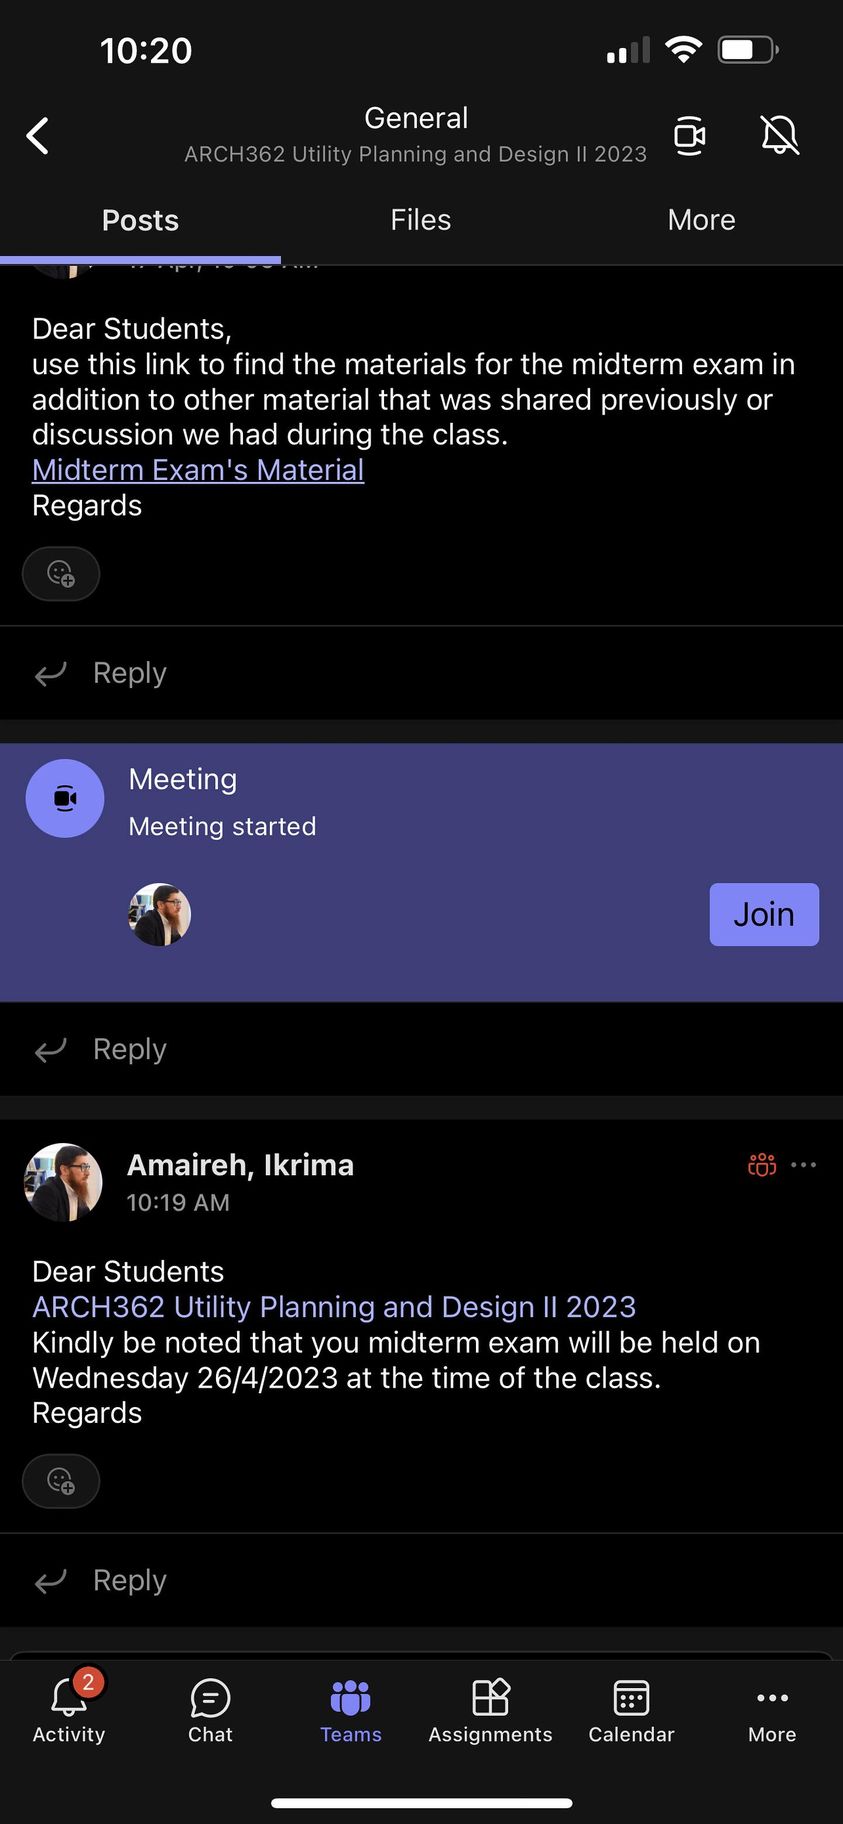 10:20
General
ARCH362 Utility Planning and Design II 2023
Posts
Files
More
Dear Students,
use this link to find the materials for the midterm exam in
addition to other material that was shared previously or
discussion we had during the class.
Midterm Exam's Material
Regards
Reply
Meeting
Meeting started
Join
Reply
Amaireh, Ikrima
10:19 AM
Dear Students
ARCH362 Utility Planning and Design II 2023
Kindly be noted that you midterm exam will be held on
Wednesday 26/4/2023 at the time of the class.
Regards
Reply
2
Activity
Chat
Teams
Assignments
Calendar
More